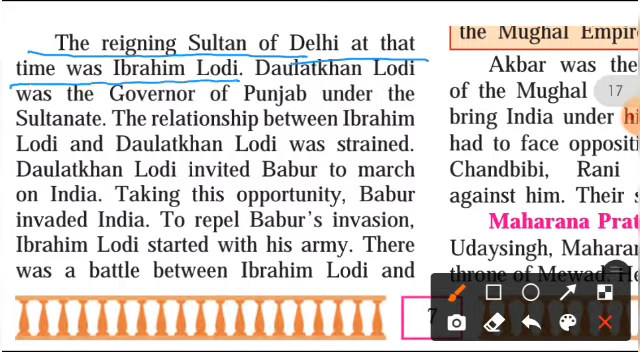 The reigning Sultan of Delhi at that
time was Ibrahim Lodi. Daulatkhan Lodi
was the Governor of Punjab under the
Sultanate. The relationship between Ibrahim
Lodi and Daulatkhan Lodi was strained.
Daulatkhan Lodi invited Babur to march
on India. Taking this opportunity, Babur
invaded India. To repel Babur's invasion,
Ibrahim Lodi started with his army. There
was a battle between Ibrahim Lodi and
the Mughal
Akbar was the
of the Mughal
17
bring India under
had to face
Chandbibi, Rani
against him. Their
Maharana
Udaysingh,
throne of Mewad.
7